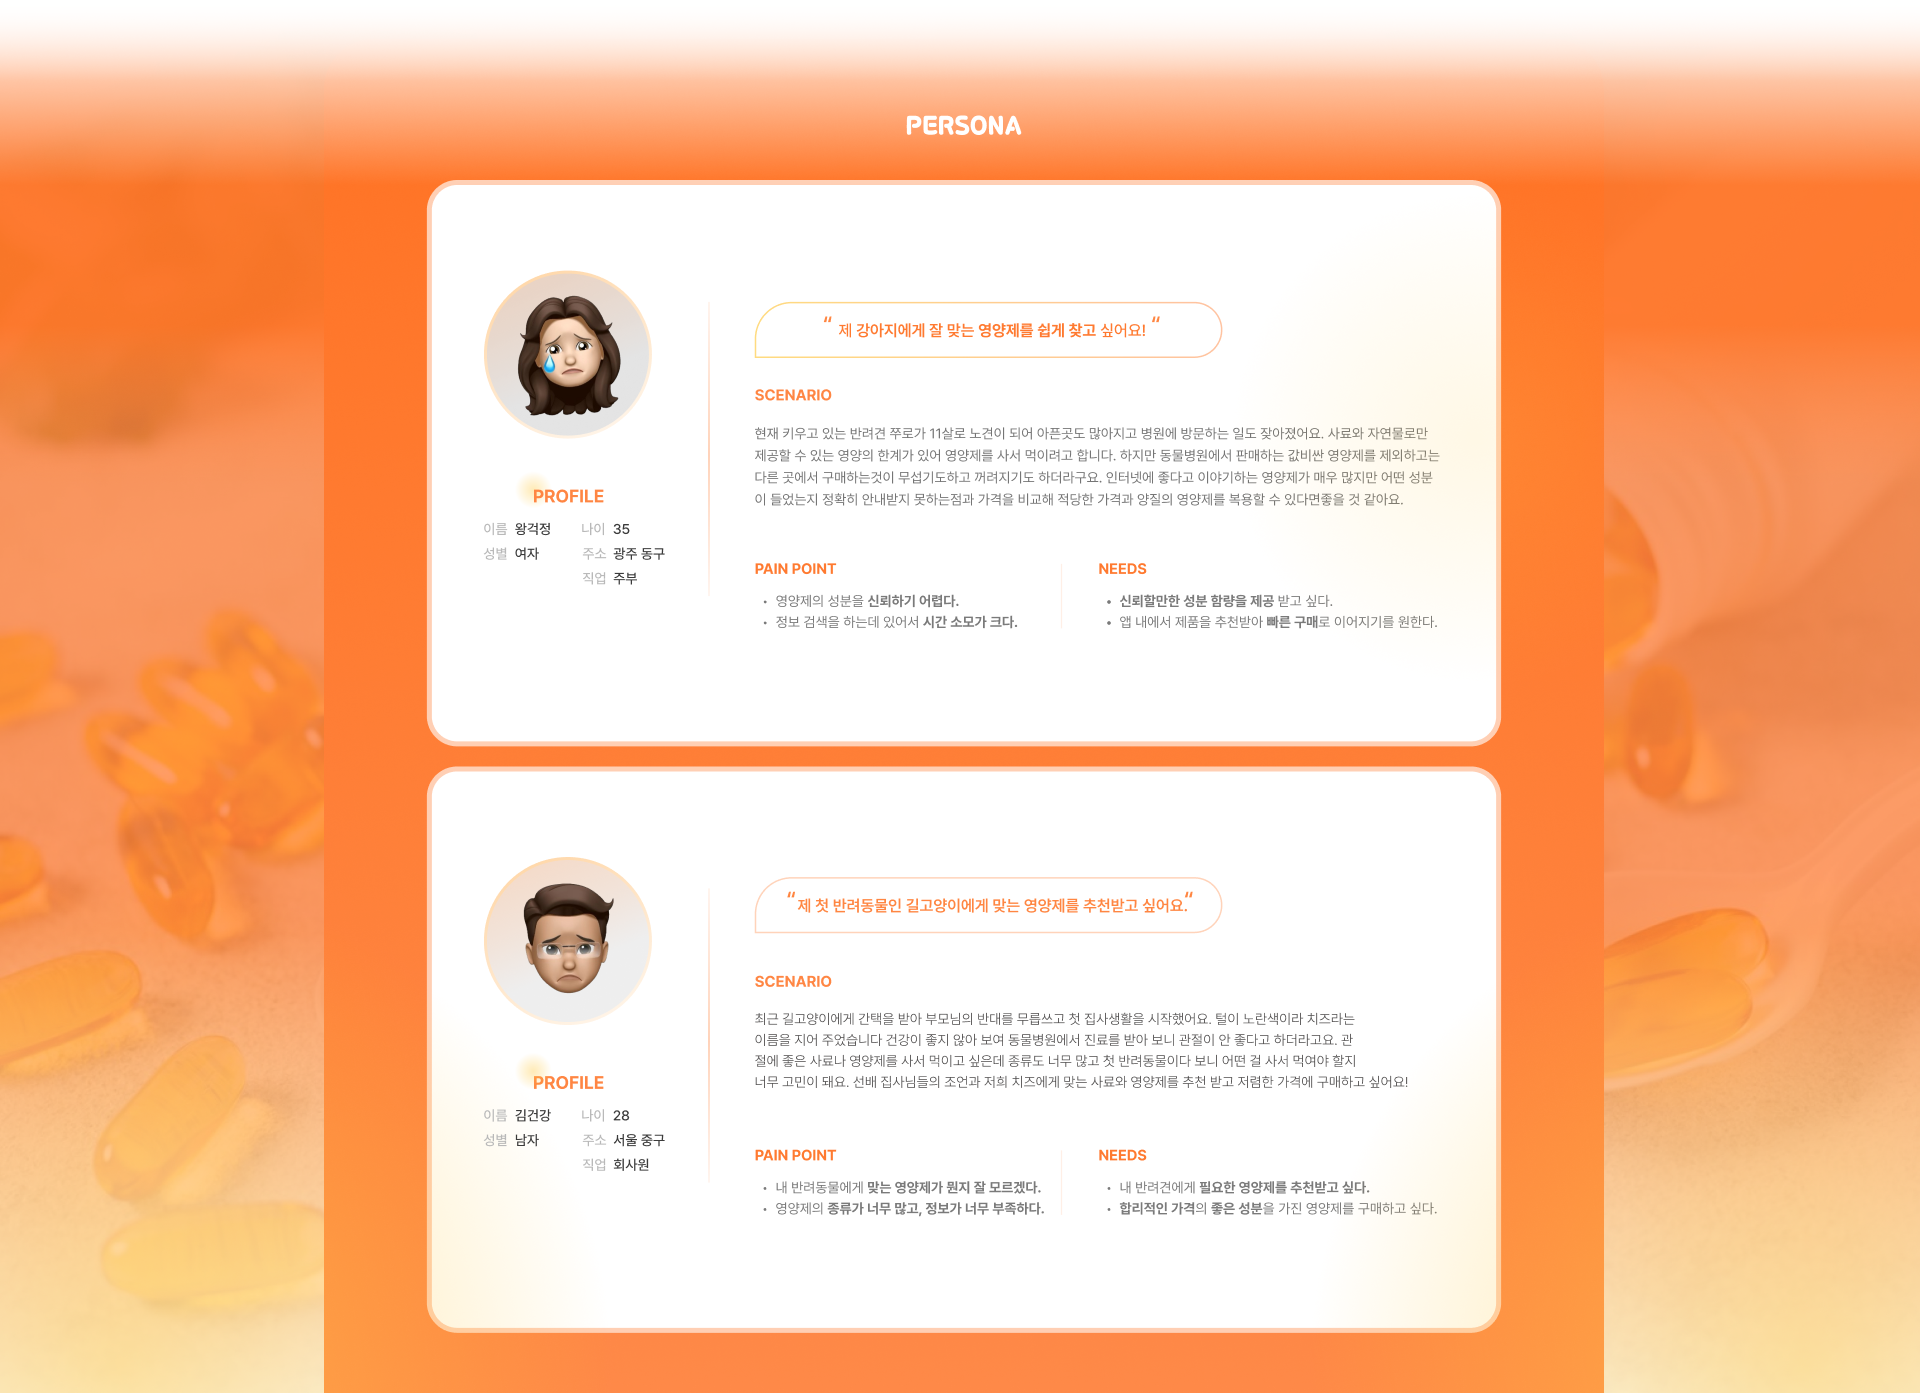 PERSONA
“ 제 강아지에게 잘 맞는 영양제를 쉽게 찾고 싶어요! “
SCENARIO
현재 키우고 있는 반려견 쭈로가 11살로 노견이 되어 아픈곳도 많아지고 병원에 방문하는 일도 잦아졌어요. 사료와 자연물로만
제공할 수 있는 영양의 한계가 있어 영양제를 사서 먹이려고 합니다. 하지만 동물병원에서 판매하는 값비싼 영양제를 제외하고는
다른 곳에서 구매하는것이 무섭기도하고 꺼려지기도 하더라구요. 인터넷에 좋다고 이야기하는 영양제가 매우 많지만 어떤 성분
이 들었는지 정확히 안내받지 못하는점과 가격을 비교해 적당한 가격과 양질의 영양제를 복용할 수 있다면좋을 것 같아요.
PROFILE
이름 왕걱정 나이 35
성별 여자 주소 광주 동구
직업 주부
PAIN POINT
• 영양제의 성분을 신뢰하기 어렵다.
• 정보 검색을 하는데 있어서 시간 소모가 크다.
NEEDS
• 신뢰할만한 성분 함량을 제공 받고 싶다.
• 앱 내에서 제품을 추천받아 빠른 구매로 이어지기를 원한다.
“ 제 첫 반려동물인 길고양이에게 맞는 영양제를 추천받고 싶어요.“
SCENARIO
최근 길고양이에게 간택을 받아 부모님의 반대를 무릅쓰고 첫 집사생활을 시작했어요. 털이 노란색이라 치즈라는
이름을 지어 주었습니다 건강이 좋지 않아 보여 동물병원에서 진료를 받아 보니 관절이 안 좋다고 하더라고요. 관
절에 좋은 사료나 영양제를 사서 먹이고 싶은데 종류도 너무 많고 첫 반려동물이다 보니 어떤 걸 사서 먹여야 할지
너무 고민이 돼요. 선배 집사님들의 조언과 저희 치즈에게 맞는 사료와 영양제를 추천 받고 저렴한 가격에 구매하고 싶어요!
PROFILE
이름 김건강 나이 28
성별 남자 주소 서울 중구
직업 회사원
PAIN POINT
• 내 반려동물에게 맞는 영양제가 뭔지 잘 모르겠다.
• 영양제의 종류가 너무 많고, 정보가 너무 부족하다.
NEEDS
• 내 반려견에게 필요한 영양제를 추천받고 싶다.
• 합리적인 가격의 좋은 성분을 가진 영양제를 구매하고 싶다.